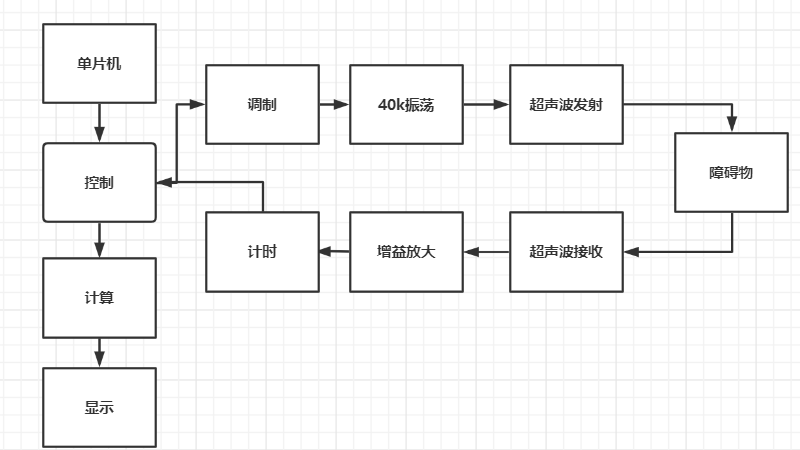 单片机
控制
计算
显示
调制
40k振荡
超声波发射
障碍物
超声波接收
增益放大
计时